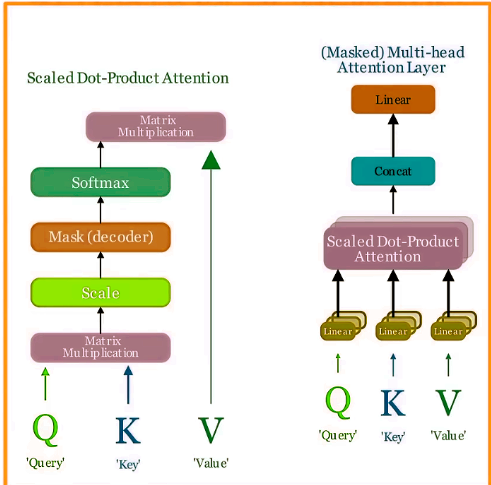 Scaled Dot-Product Attention
Matrix
Multiplication
Softmax
Mask (decoder)
Scale
Matrix
Multiplication
Q
K
V
'Query'
'Key'
'Value'
(Masked) Multi-head
Attention Layer
Linear
Concat
Scaled Dot-Product
Attention
Linear
Linear
Linear
Q
K
V
'Query'
'Key'
'Value'